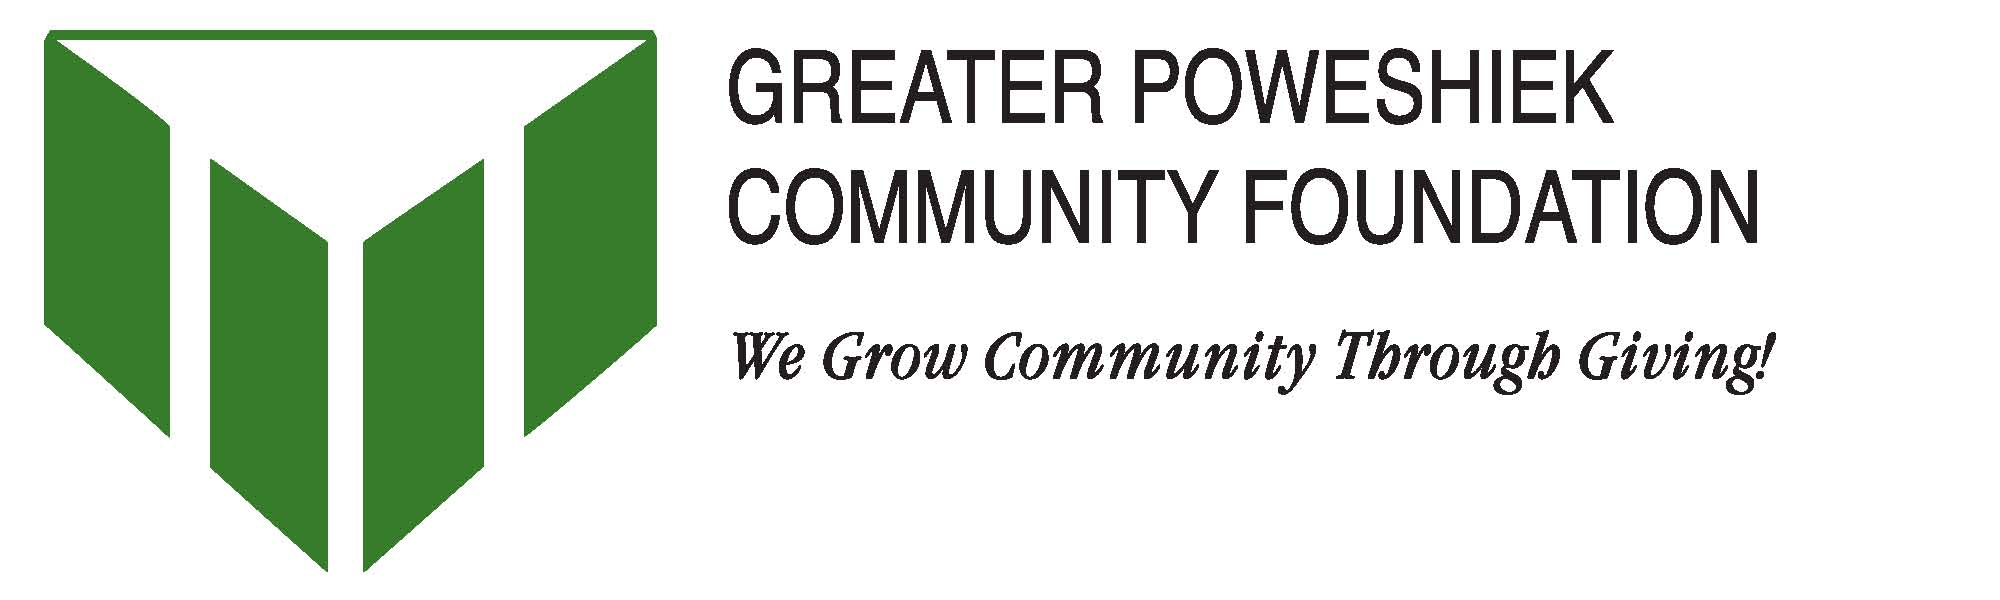 GREATER POWESHIEK
COMMUNITY FOUNDATION
We Grow Community Through Giving!